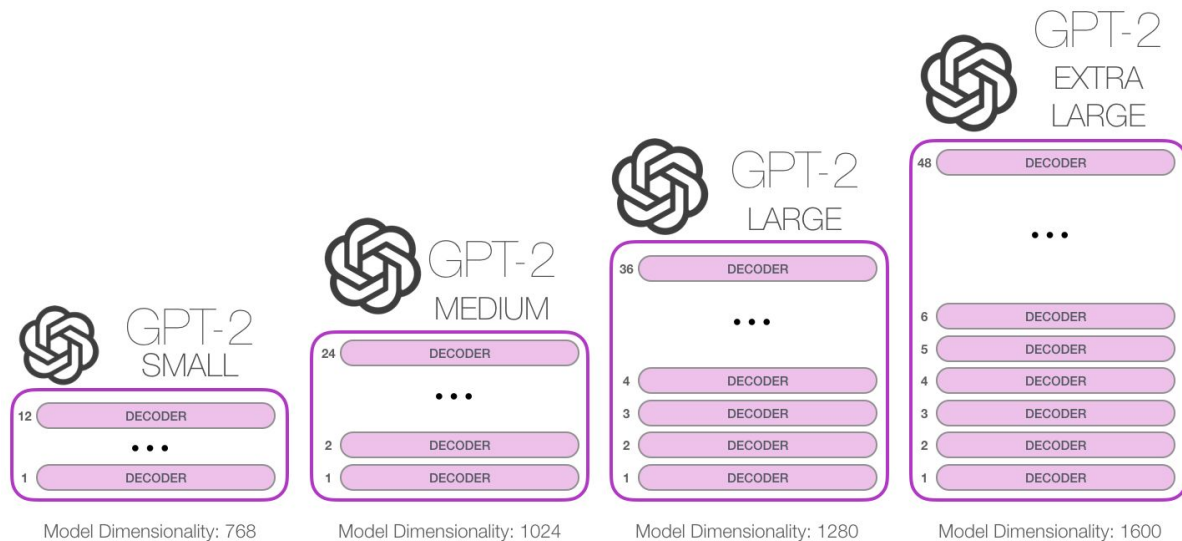 GPT-2
SMALL
12 DECODER
...
1 DECODER
Model Dimensionality: 768
GPT-2
MEDIUM
24 DECODER
...
2 DECODER
1 DECODER
Model Dimensionality: 1024
GPT-2
LARGE
36 DECODER
...
4 DECODER
3 DECODER
2 DECODER
1 DECODER
Model Dimensionality: 1280
GPT-2
EXTRA
LARGE
48 DECODER
...
6 DECODER
5 DECODER
4 DECODER
3 DECODER
2 DECODER
1 DECODER
Model Dimensionality: 1600